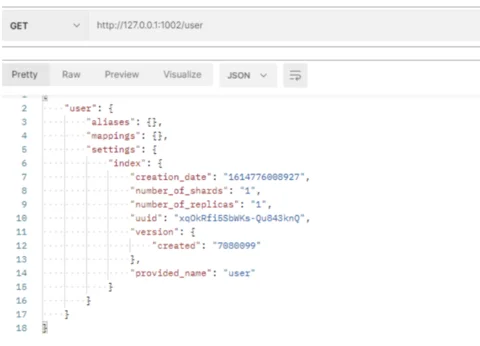 GET http://127.0.0.1:1002/user
Pretty Raw Preview Visualize JSON
1 {
2 "user": {
3 "aliases": {},
4 "mappings": {},
5 "settings": {
6 "index": {
7 "creation_date": "1614776008927",
8 "number_of_shards": "1",
9 "number_of_replicas": "1",
10 "uuid": "xqOkRfi5SbWKs-Qu843knQ",
11 "version": {
12 "created": "7080099"
13 },
14 "provided_name": "user"
15 }
16 }
17 }
18 }